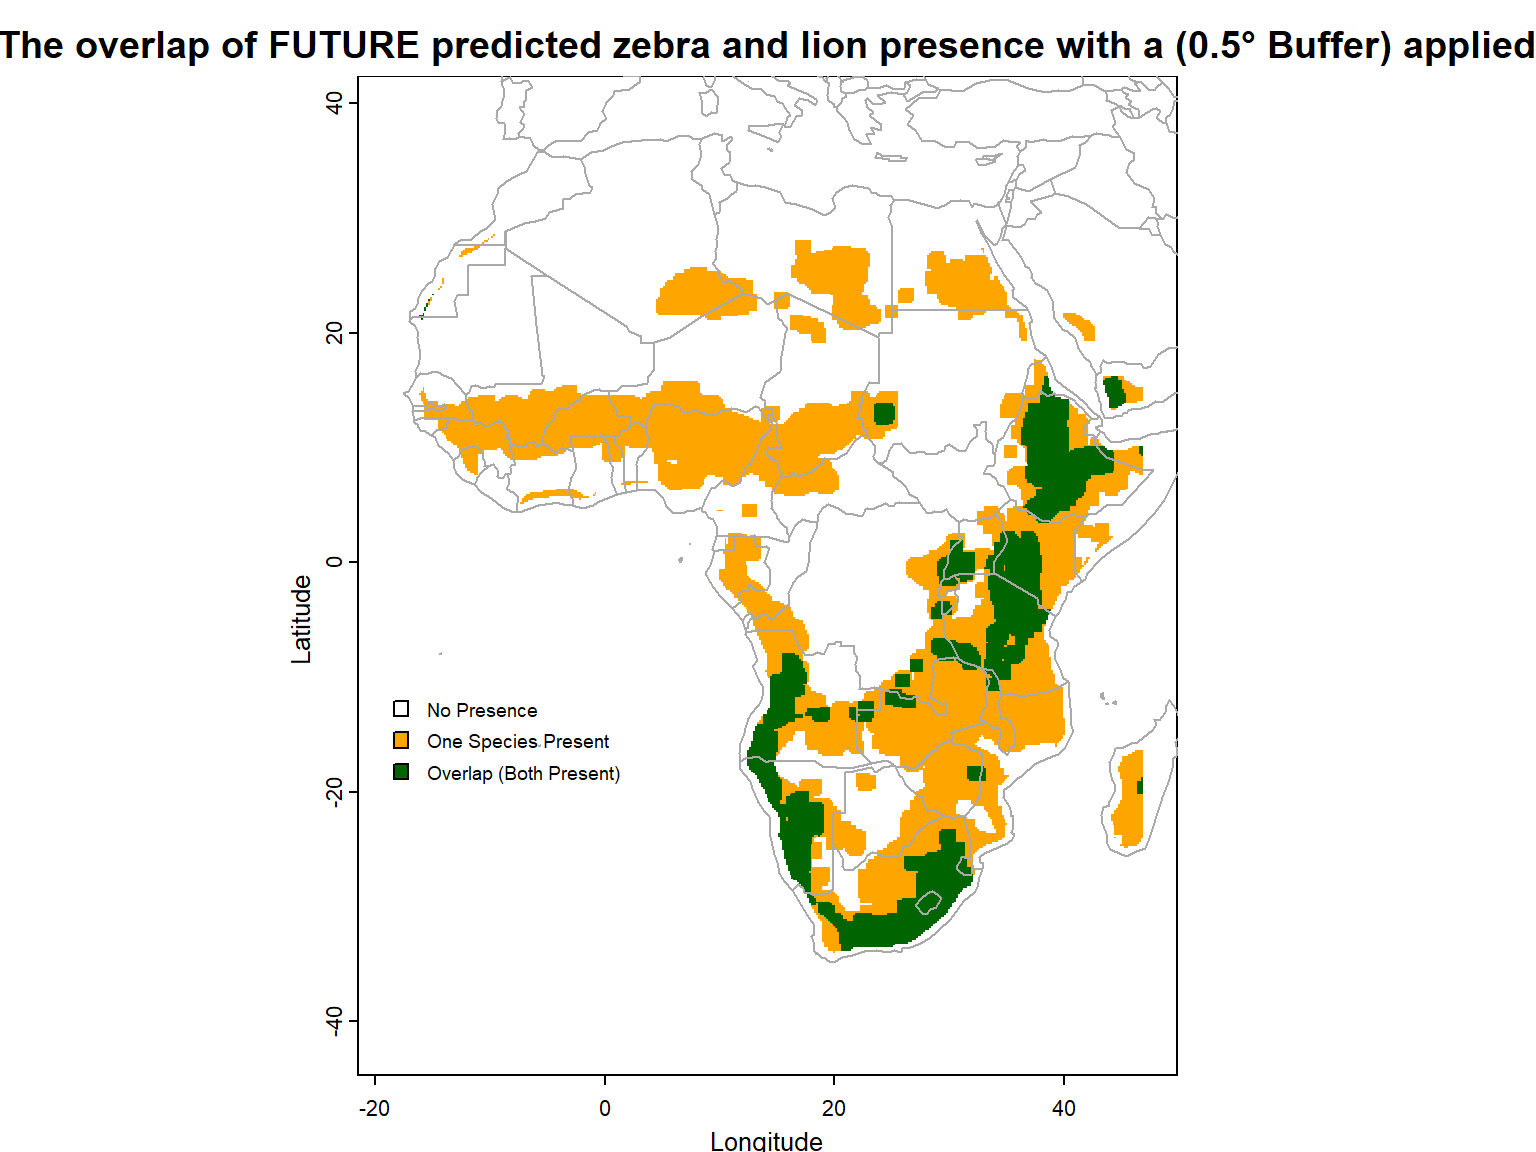 The overlap of FUTURE predicted zebra and lion presence with a (0.5° Buffer) applied
40
20
0
-20
-40
Latitude
No Presence
One Species Present
Overlap (Both Present)
-20
0
20
40
Longitude